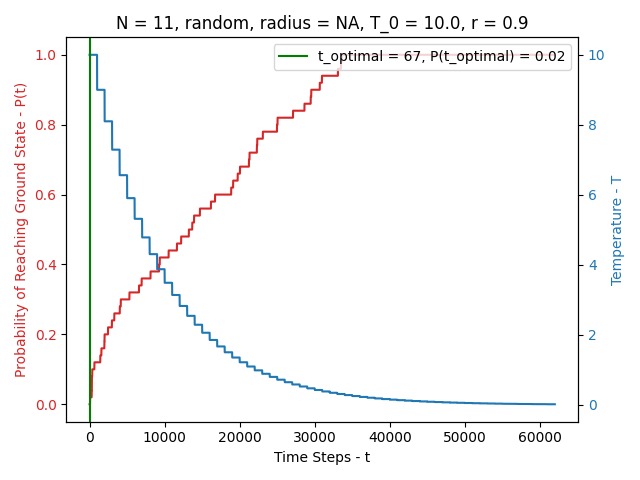 N = 11, random, radius = NA, T_0 = 10.0, r = 0.9
t_optimal = 67, P(t_optimal) = 0.02
Probability of Reaching Ground State - P(t)
1.0
0.8
0.6
0.4
0.2
0.0
10
8
6
4
2
0
Temperature - T
0 10000 20000 30000 40000 50000 60000
Time Steps - t